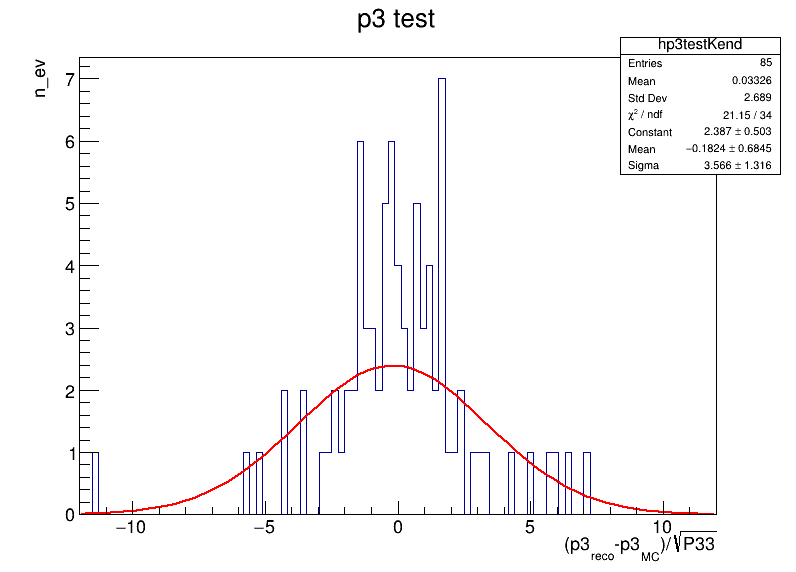 p3 test
hp3testKend
Entries 85
Mean 0.03326
Std Dev 2.689
χ² / ndf 21.15 / 34
Constant 2.387 ± 0.503
Mean −0.1824 ± 0.6845
Sigma 3.566 ± 1.316
n_ev
7
6
5
4
3
2
1
0
−10 −5 0 5 10
(p3reco-p3MC)/√P33